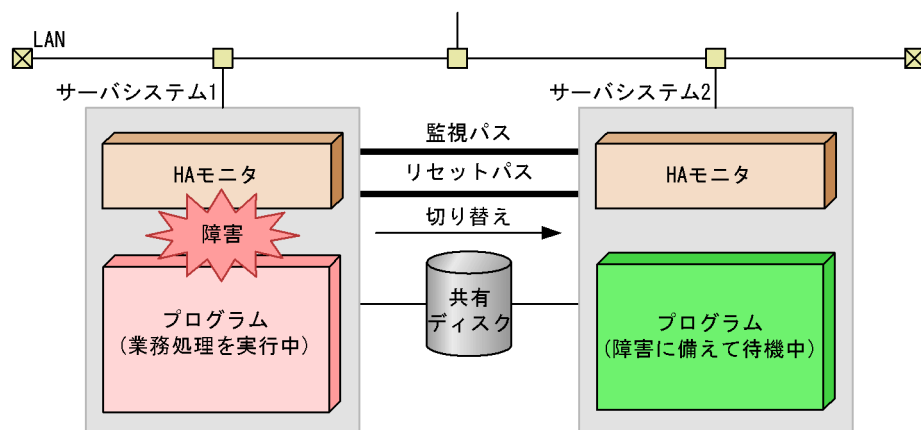 LAN
サーバシステム1
サーバシステム2
監視パス
HAモニタ
リセットパス
HAモニタ
障害
切り替え
共有
ディスク
プログラム
(業務処理を実行中)
プログラム
(障害に備えて待機中)